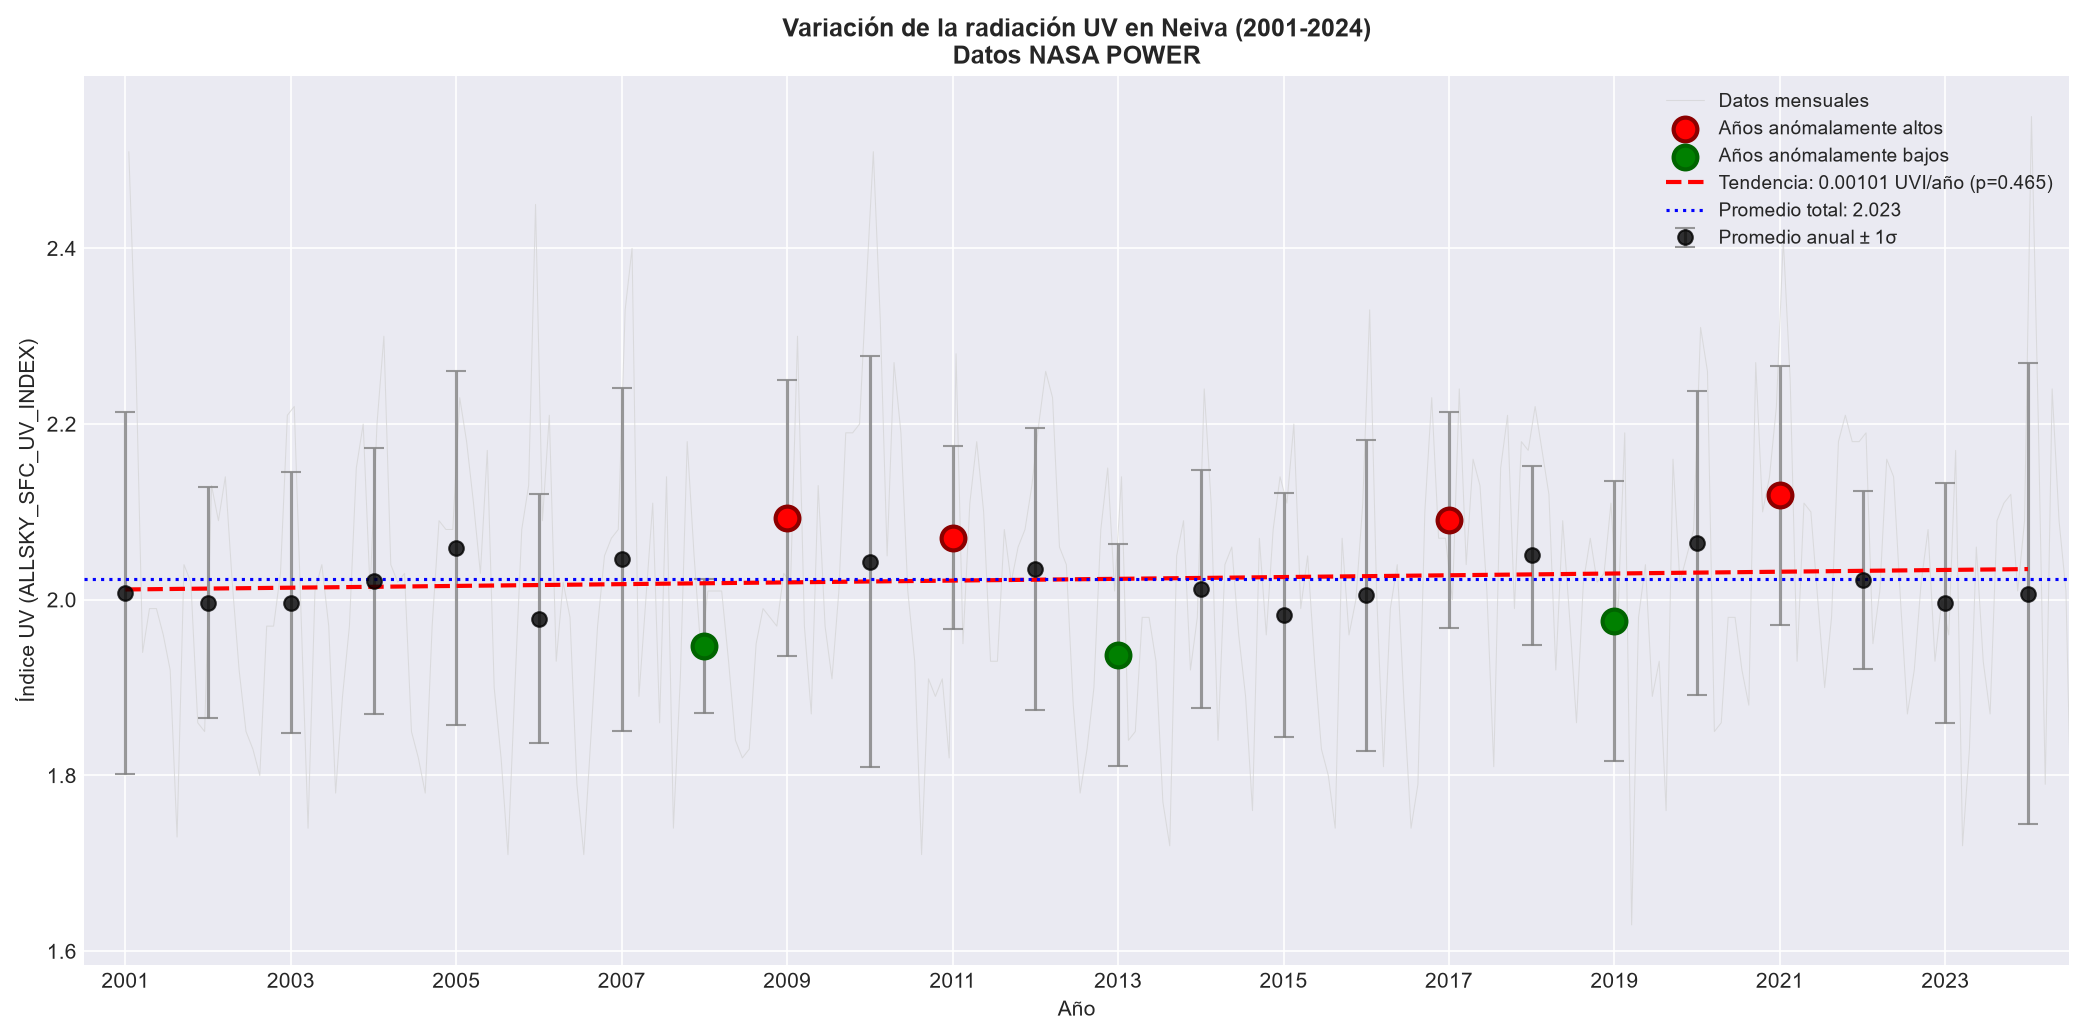 Variación de la radiación UV en Neiva (2001-2024)
Datos NASA POWER
Datos mensuales
Años anómalamente altos
Años anómalamente bajos
Tendencia: 0.00101 UVI/año (p=0.465)
Promedio total: 2.023
Promedio anual ± 1σ
Índice UV (ALLSKY_SFC_UV_INDEX)
2.4
2.2
2.0
1.8
1.6
2001 2003 2005 2007 2009 2011 2013 2015 2017 2019 2021 2023
Año